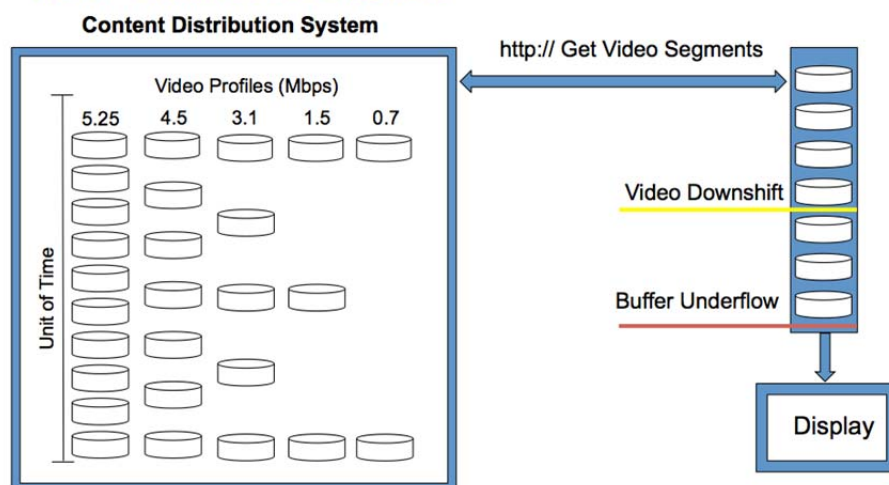 Content Distribution System
http:// Get Video Segments
Video Profiles (Mbps)
5.25 4.5 3.1 1.5 0.7
Unit of Time
Video Downshift
Buffer Underflow
Display